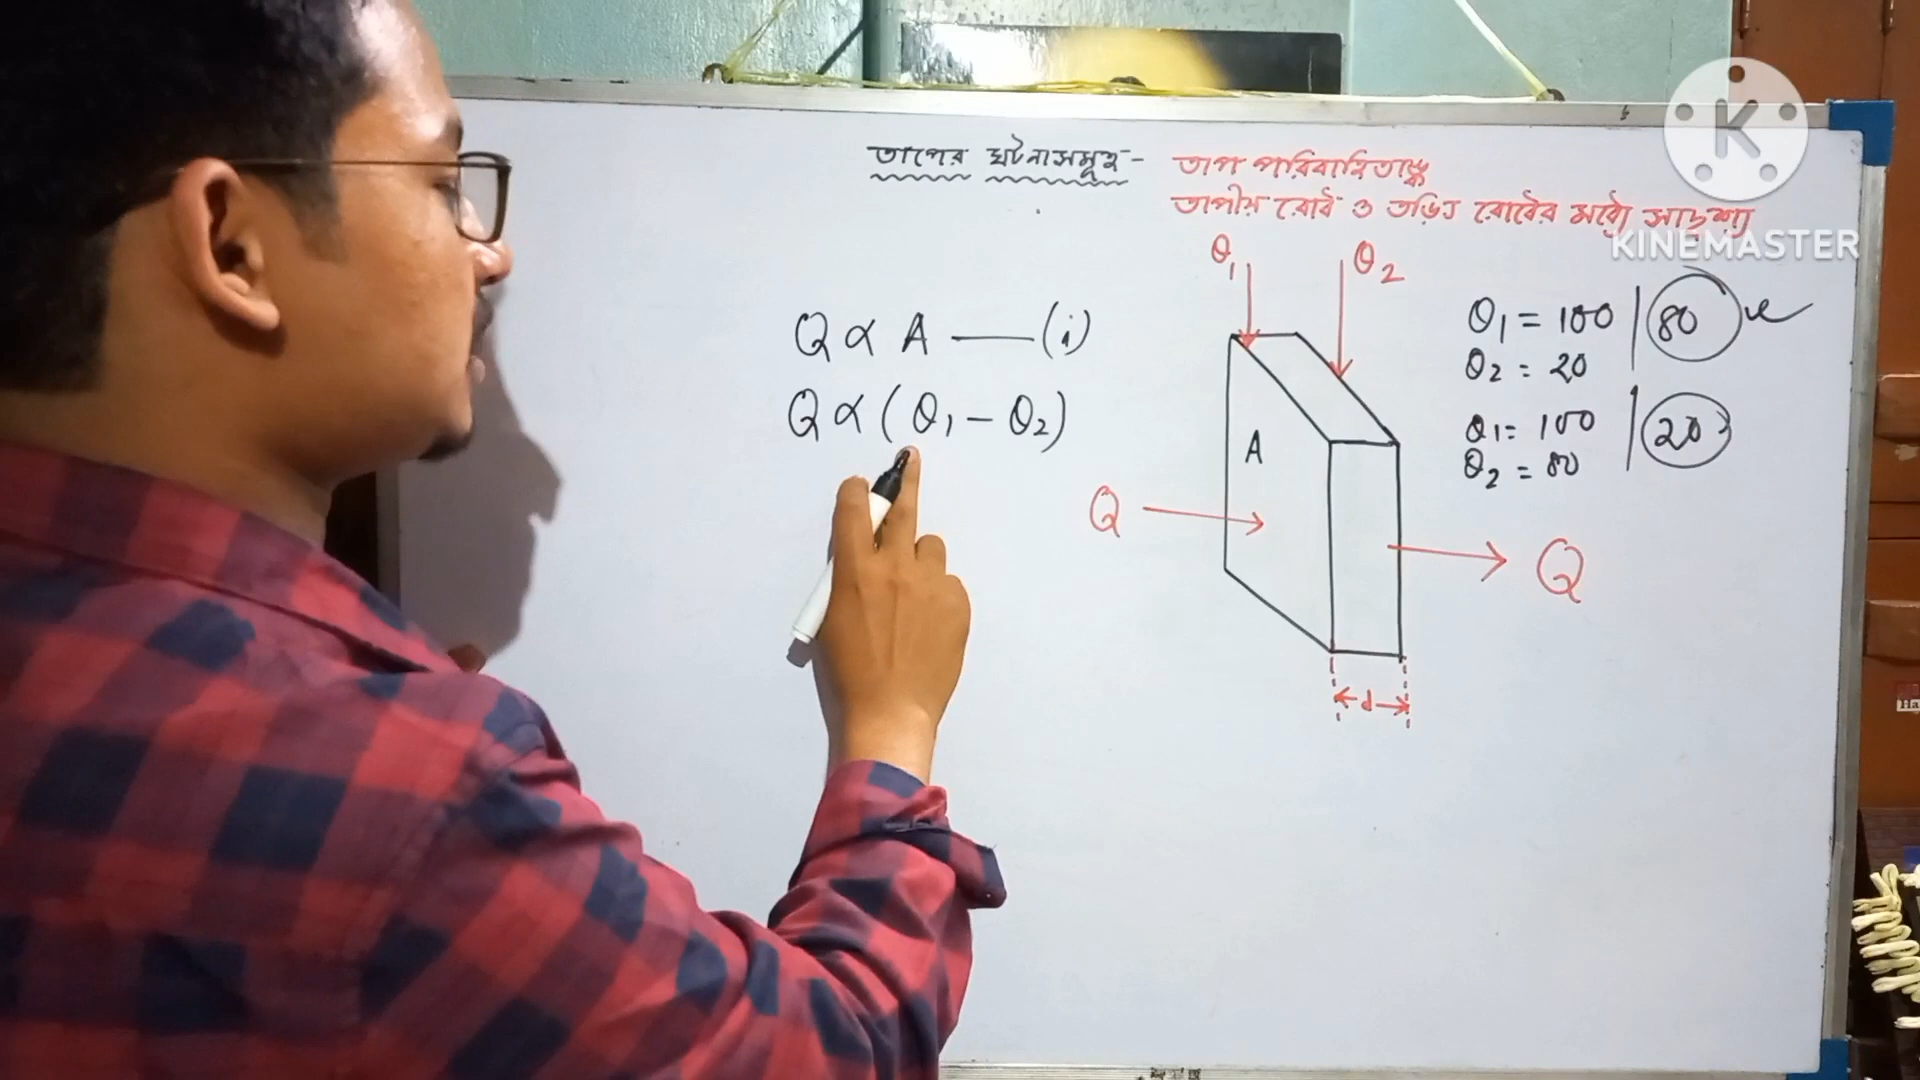 তাপের ঘটনাসমূহ - তাপ পরিবাহিতাঙ্ক
তাপীয় রোধ ও তড়িৎ রোধের মধ্যে সাদৃশ্য
K
KINEMASTER
θ₁ θ₂
Q ∝ A —— (i)
Q ∝ (θ₁ - θ₂)
θ₁ = 100 | 80
θ₂ = 20
θ₁ = 100 | 20
θ₂ = 80
A
Q
Q
d